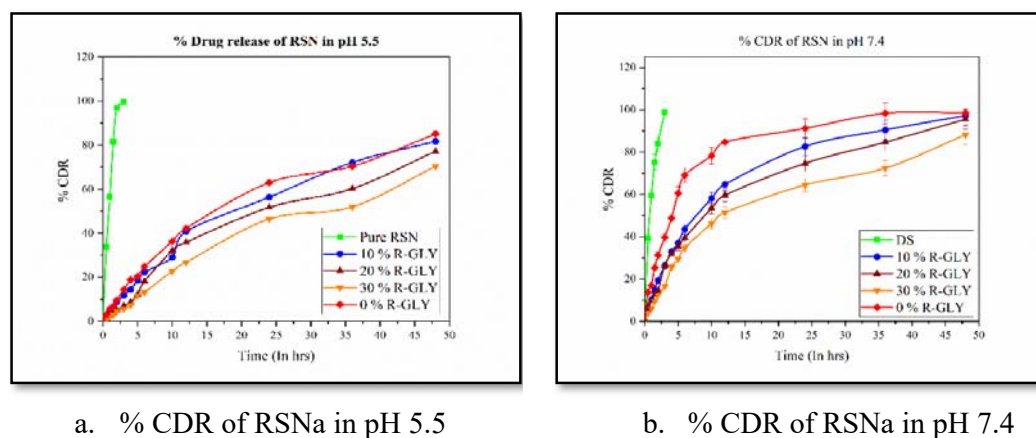 % Drug release of RSN in pH 5.5
120
100
80
60
40
20
0
% CDR
0 5 10 15 20 25 30 35 40 45 50
Time (In hrs)
Pure RSN
10 % R-GLY
20 % R-GLY
30 % R-GLY
0 % R-GLY
% CDR of RSN in pH 7.4
120
100
80
60
40
20
0
% CDR
0 5 10 15 20 25 30 35 40 45 50
Time (In hrs)
DS
10 % R-GLY
20 % R-GLY
30 % R-GLY
0 % R-GLY
a. % CDR of RSNa in pH 5.5
b. % CDR of RSNa in pH 7.4